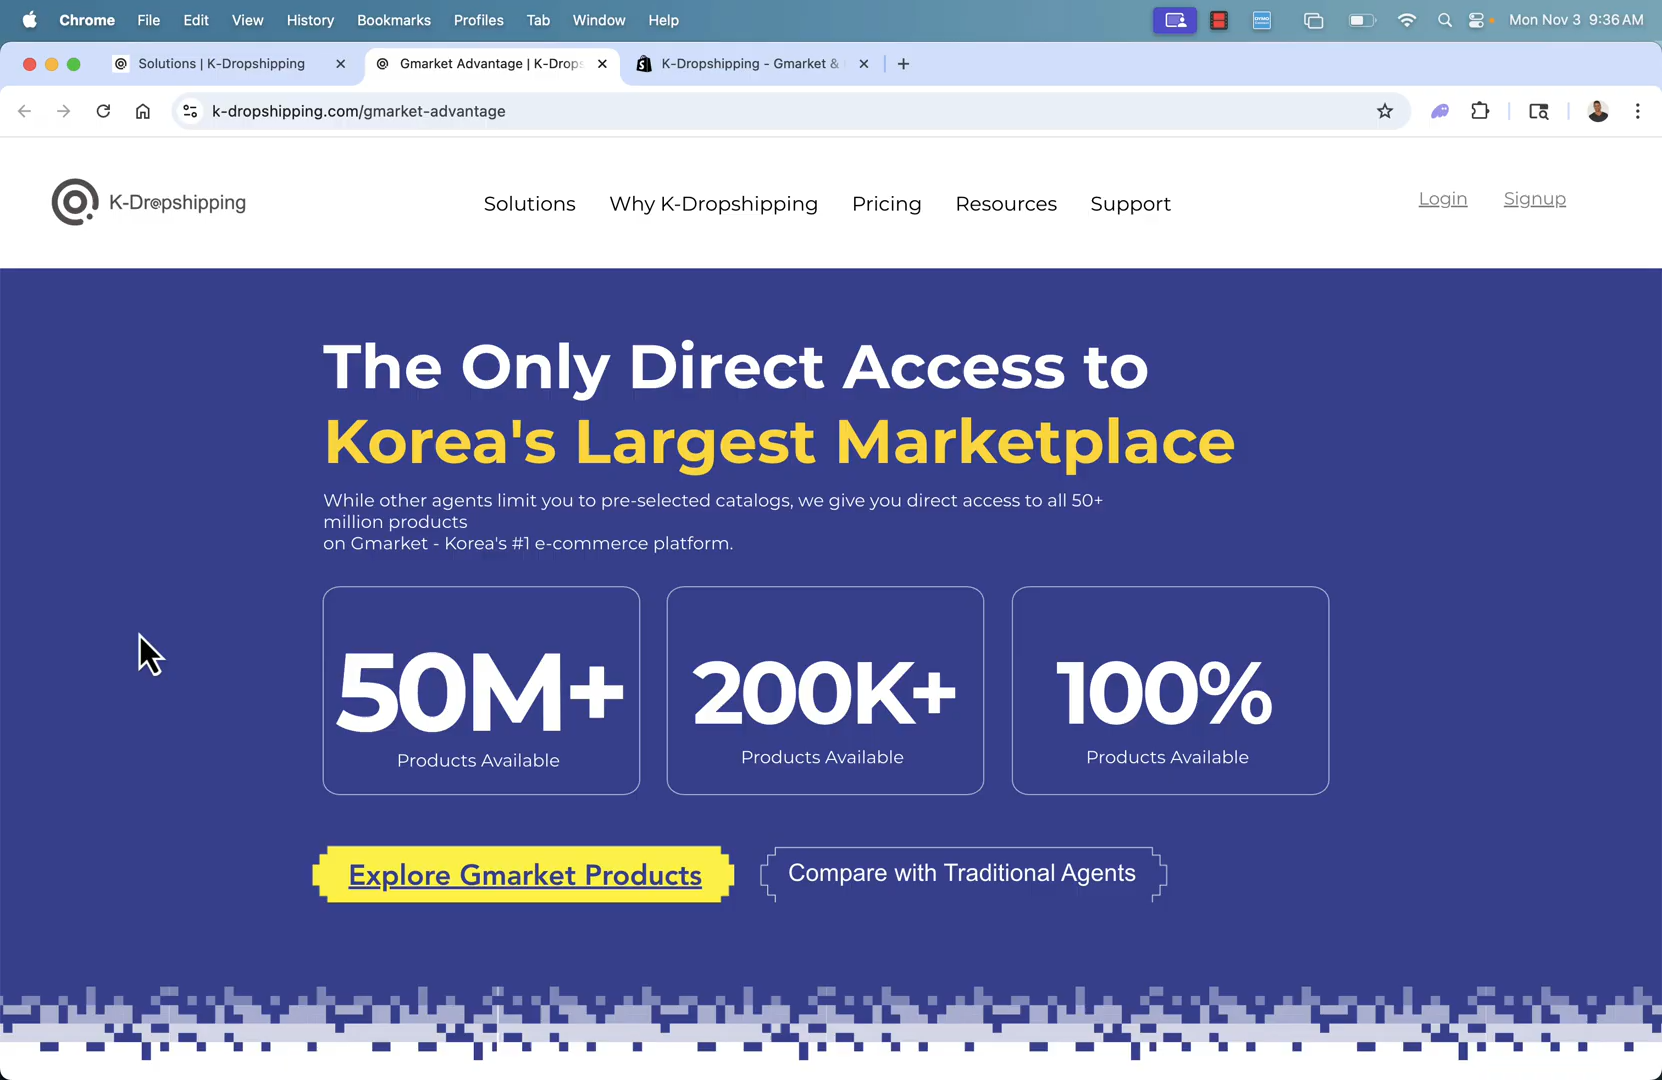 Chrome File Edit View History Bookmarks Profiles Tab Window Help
Mon Nov 3 9:36 AM
Solutions | K-Dropshipping
Gmarket Advantage | K-Drops
K-Dropshipping - Gmarket &
k-dropshipping.com/gmarket-advantage
K-Dropshipping
Solutions Why K-Dropshipping Pricing Resources Support
Login Signup
The Only Direct Access to
Korea's Largest Marketplace
While other agents limit you to pre-selected catalogs, we give you direct access to all 50+
million products
on Gmarket - Korea's #1 e-commerce platform.
50M+
Products Available
200K+
Products Available
100%
Products Available
Explore Gmarket Products
Compare with Traditional Agents